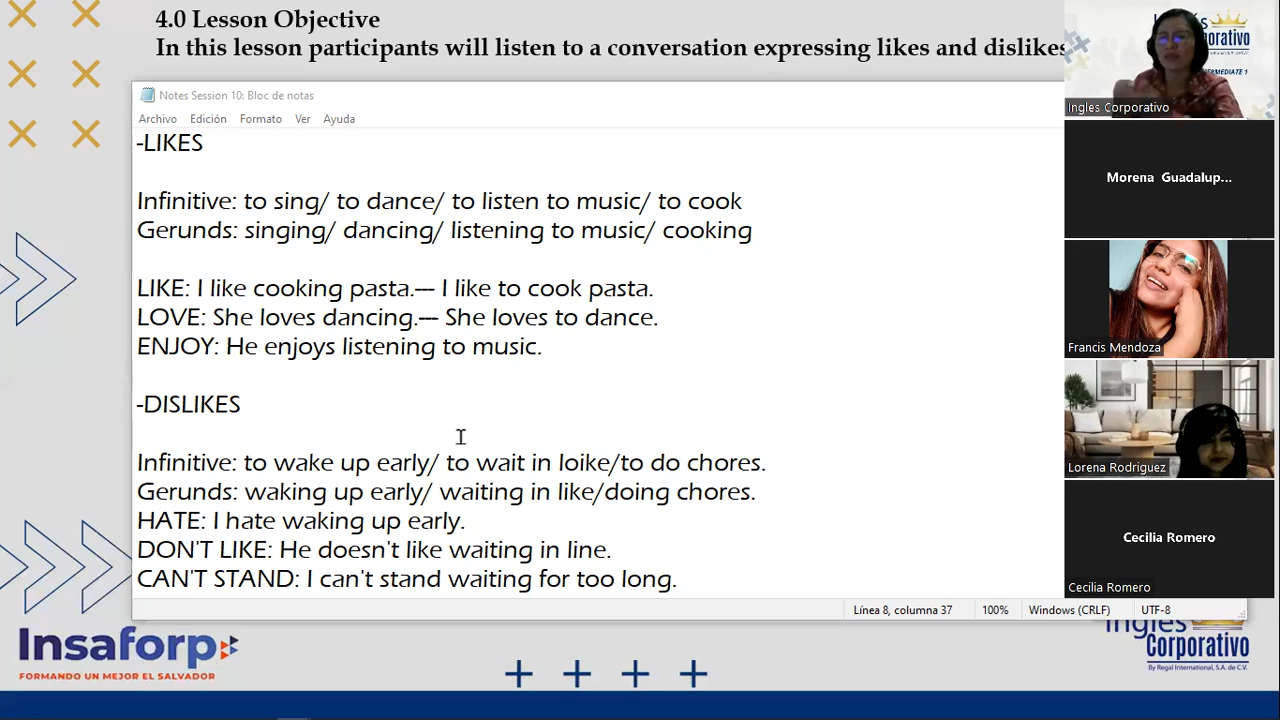 4.0 Lesson Objective
In this lesson participants will listen to a conversation expressing likes and dislikes
Notes Session 10: Bloc de notas
Archivo Edición Formato Ver Ayuda
-LIKES
Infinitive: to sing/ to dance/ to listen to music/ to cook
Gerunds: singing/ dancing/ listening to music/ cooking
LIKE: I like cooking pasta.--- I like to cook pasta.
LOVE: She loves dancing.--- She loves to dance.
ENJOY: He enjoys listening to music.
-DISLIKES
Infinitive: to wake up early/ to wait in loike/to do chores.
Gerunds: waking up early/ waiting in like/doing chores.
HATE: I hate waking up early.
DON'T LIKE: He doesn't like waiting in line.
CAN'T STAND: I can't stand waiting for too long.
Línea 8, columna 37 100% Windows (CRLF) UTF-8
Ingles Corporativo
Morena Guadalup...
Francis Mendoza
Lorena Rodriguez
Cecilia Romero
Cecilia Romero
Insaforp
FORMANDO UN MEJOR EL SALVADOR
Inglés
Corporativo
By Regal International, S.A. de C.V.